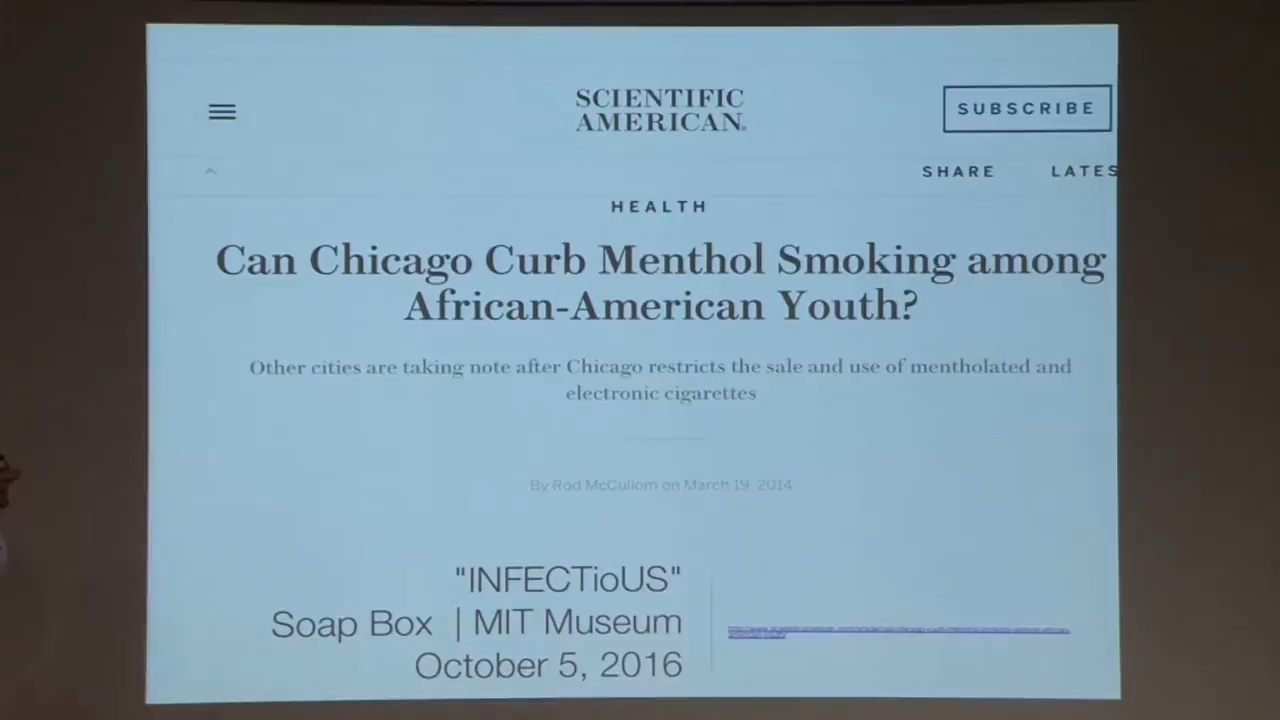 SCIENTIFIC
AMERICAN®
SUBSCRIBE
SHARE LATES
HEALTH
Can Chicago Curb Menthol Smoking among
African-American Youth?
Other cities are taking note after Chicago restricts the sale and use of mentholated and
electronic cigarettes
By Rod McCullom on March 19, 2014
"INFECTioUS"
Soap Box | MIT Museum
October 5, 2016